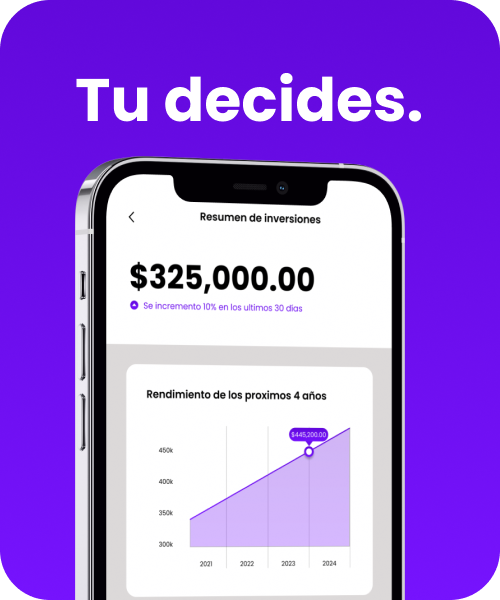 Tu decides.
Resumen de inversiones
$325,000.00
Se incremento 10% en los ultimos 30 dias
Rendimiento de los proximos 4 años
$445,200.00
450k
400k
350k
300k
2021 2022 2023 2024